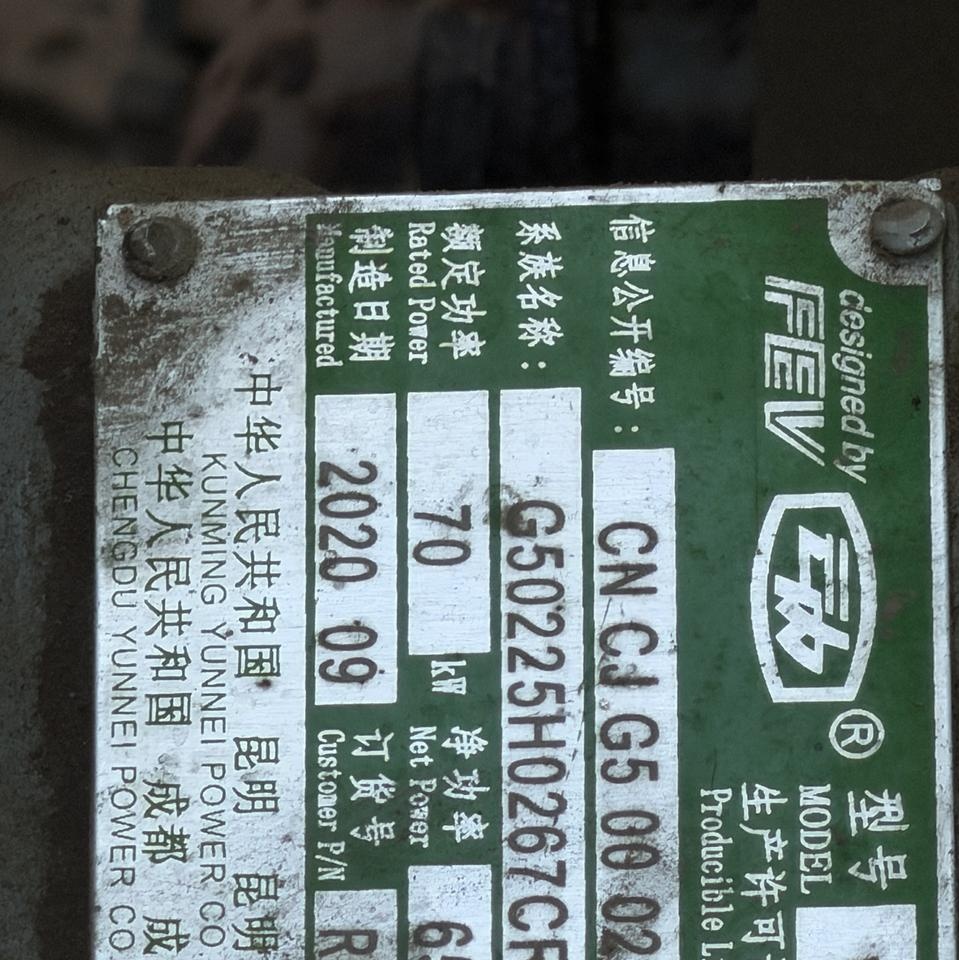 designed by
FEV
®
型号
MODEL
生产许可
Producible L
信息公开编号：
CN CJ G5 00 02
系族名称：
G50225H0267C
额定功率
Rated Power
70
kW
净功率
Net Power
6
制造日期
Manufactured
2020 09
订货号
Customer P/N
R
中华人民共和国 昆明 昆明
KUNMING YUNNEI POWER CO
中华人民共和国 成都 成
CHENGDU YUNNEI POWER CO